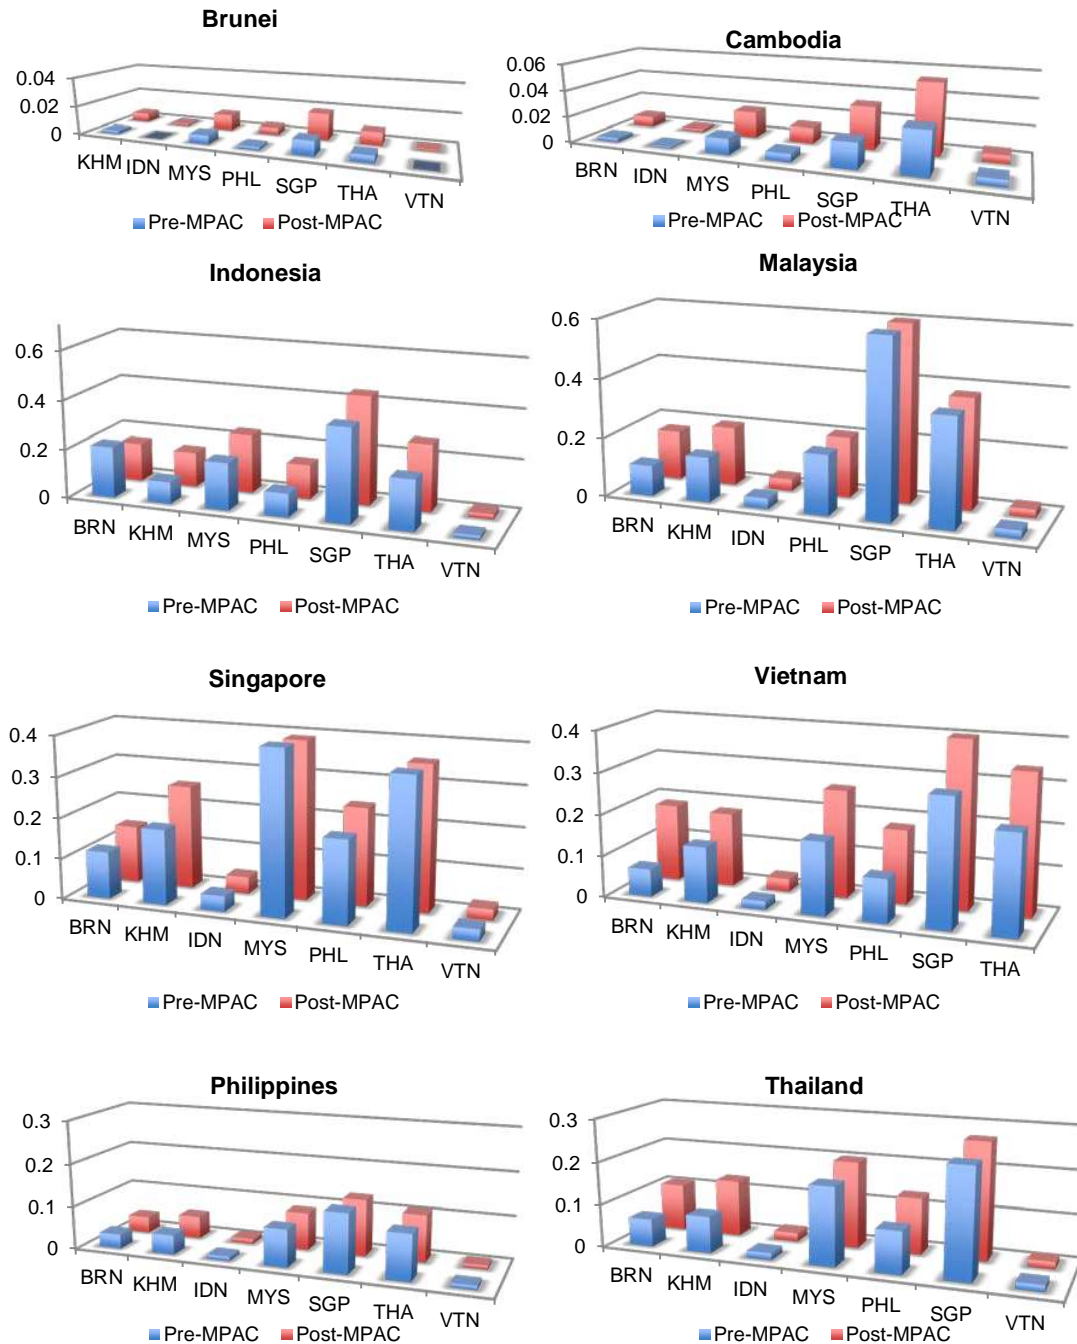 Brunei
0.04
0.02
0
KHM IDN MYS PHL SGP THA VTN
Pre-MPAC Post-MPAC
Cambodia
0.06
0.04
0.02
0
BRN IDN MYS PHL SGP THA VTN
Pre-MPAC Post-MPAC
Indonesia
0.6
0.4
0.2
0
BRN KHM MYS PHL SGP THA VTN
Pre-MPAC Post-MPAC
Malaysia
0.6
0.4
0.2
0
BRN KHM IDN PHL SGP THA VTN
Pre-MPAC Post-MPAC
Singapore
0.4
0.3
0.2
0.1
0
BRN KHM IDN MYS PHL THA VTN
Pre-MPAC Post-MPAC
Vietnam
0.4
0.3
0.2
0.1
0
BRN KHM IDN MYS PHL SGP THA
Pre-MPAC Post-MPAC
Philippines
0.3
0.2
0.1
0
BRN KHM IDN MYS SGP THA VTN
Pre-MPAC Post-MPAC
Thailand
0.3
0.2
0.1
0
BRN KHM IDN MYS PHL SGP VTN
Pre-MPAC Post-MPAC